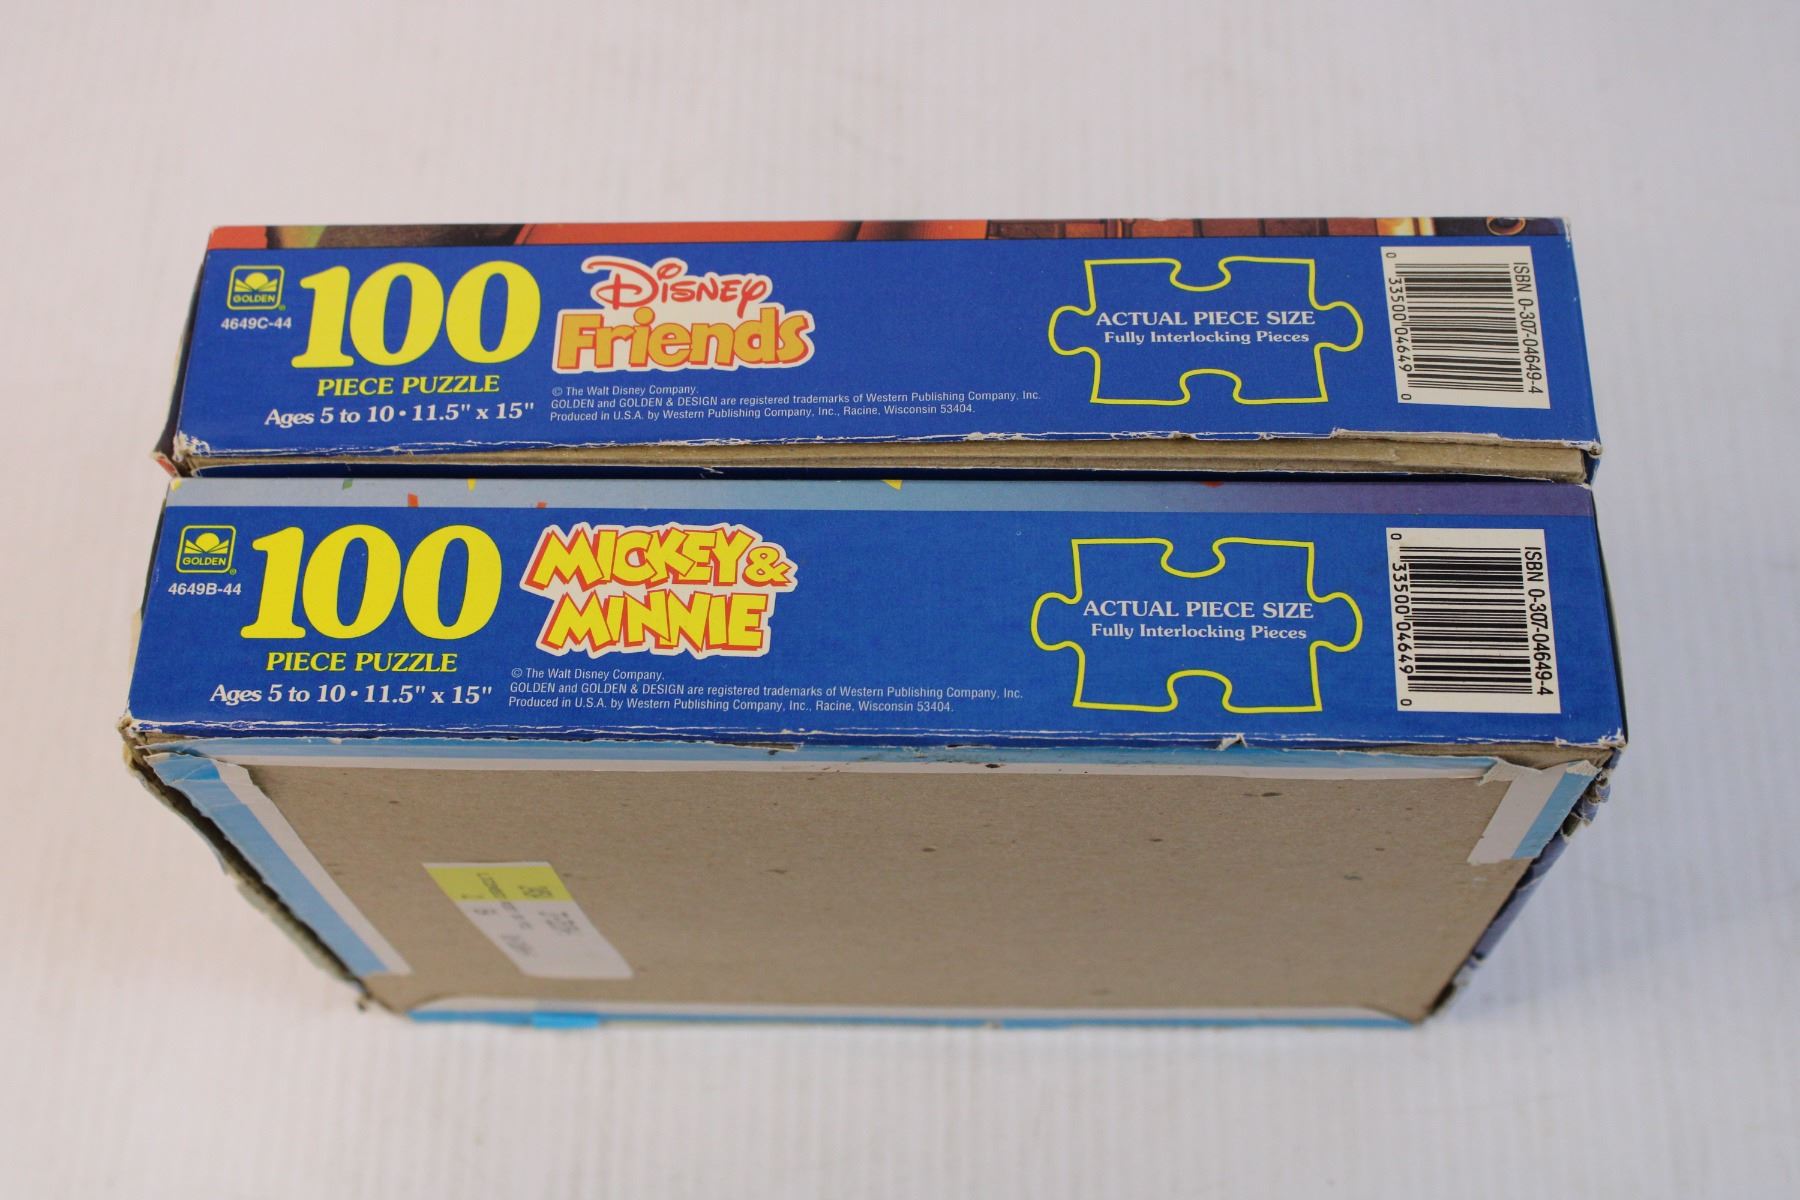 GOLDEN
4649C-44
100
PIECE PUZZLE
Ages 5 to 10 • 11.5" x 15"
DISNEY
Friends
© The Walt Disney Company.
GOLDEN and GOLDEN & DESIGN are registered trademarks of Western Publishing Company, Inc.
Produced in U.S.A. by Western Publishing Company, Inc., Racine, Wisconsin 53404.
ACTUAL PIECE SIZE
Fully Interlocking Pieces
ISBN 0-307-04649-4
0 33500 04649 0
GOLDEN
4649B-44
100
PIECE PUZZLE
Ages 5 to 10 • 11.5" x 15"
MICKEY &
MINNIE
© The Walt Disney Company.
GOLDEN and GOLDEN & DESIGN are registered trademarks of Western Publishing Company, Inc.
Produced in U.S.A. by Western Publishing Company, Inc., Racine, Wisconsin 53404.
ACTUAL PIECE SIZE
Fully Interlocking Pieces
ISBN 0-307-04649-4
0 33500 04649 0